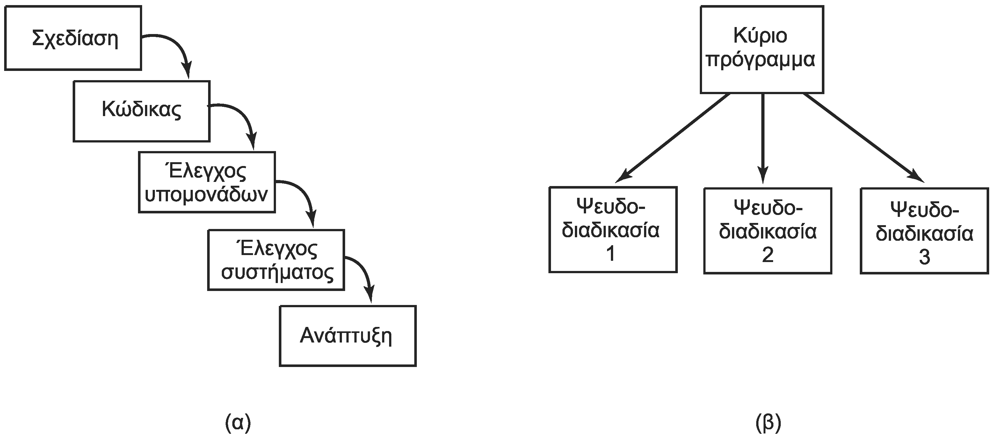 Σχεδίαση
Κώδικας
Έλεγχος
υπομονάδων
Έλεγχος
συστήματος
Ανάπτυξη
(α)
Κύριο
πρόγραμμα
Ψευδο-
διαδικασία
1
Ψευδο-
διαδικασία
2
Ψευδο-
διαδικασία
3
(β)